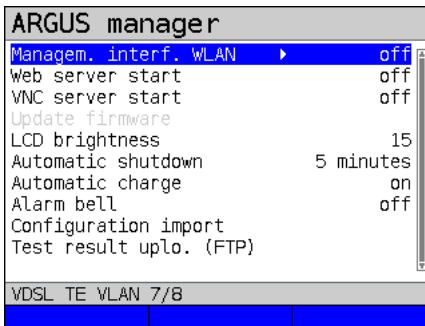 ARGUS manager
Managem. interf. WLAN off
Web server start off
VNC server start off
Update firmware
LCD brightness 15
Automatic shutdown 5 minutes
Automatic charge on
Alarm bell off
Configuration import
Test result uplo. (FTP)
VDSL TE VLAN 7/8